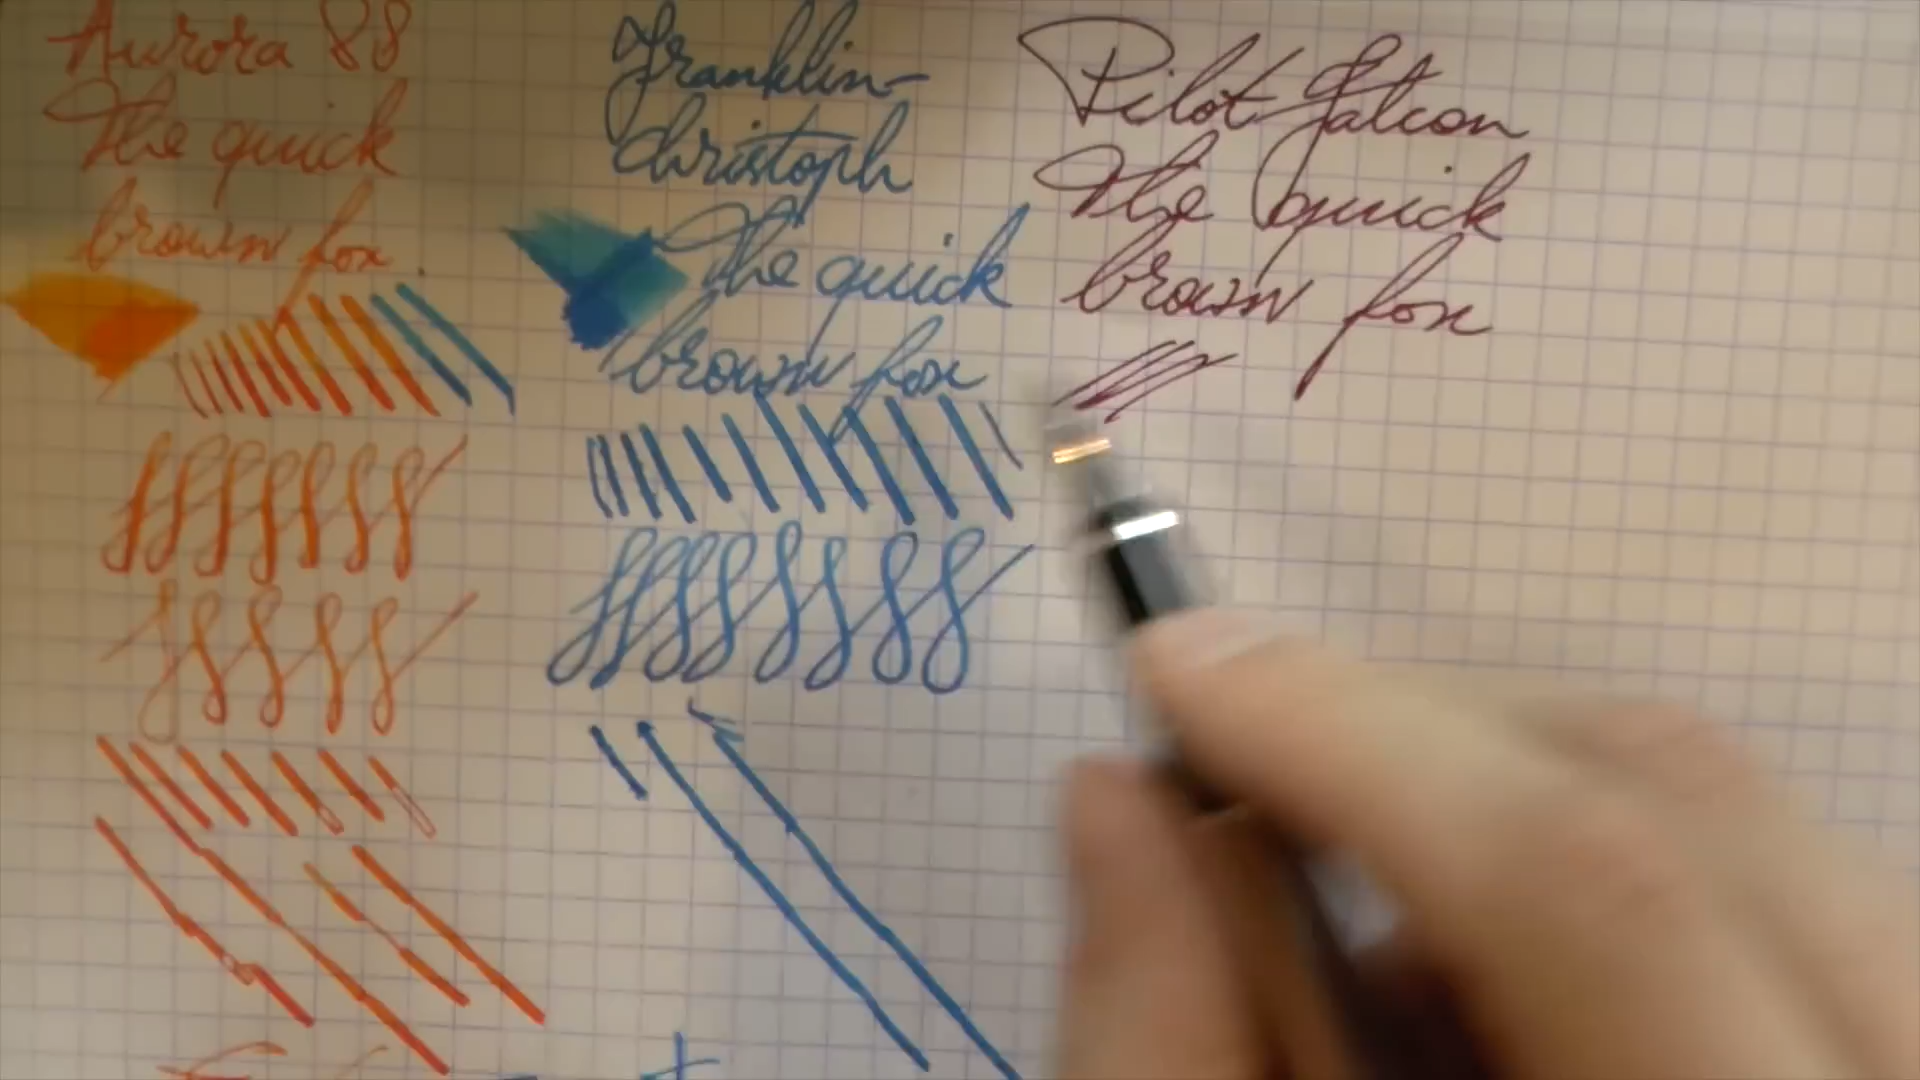 Aurora 88
The quick
brown fox
Franklin-
Christoph
The quick
brown fox
Pilot Falcon
The quick
brown fox